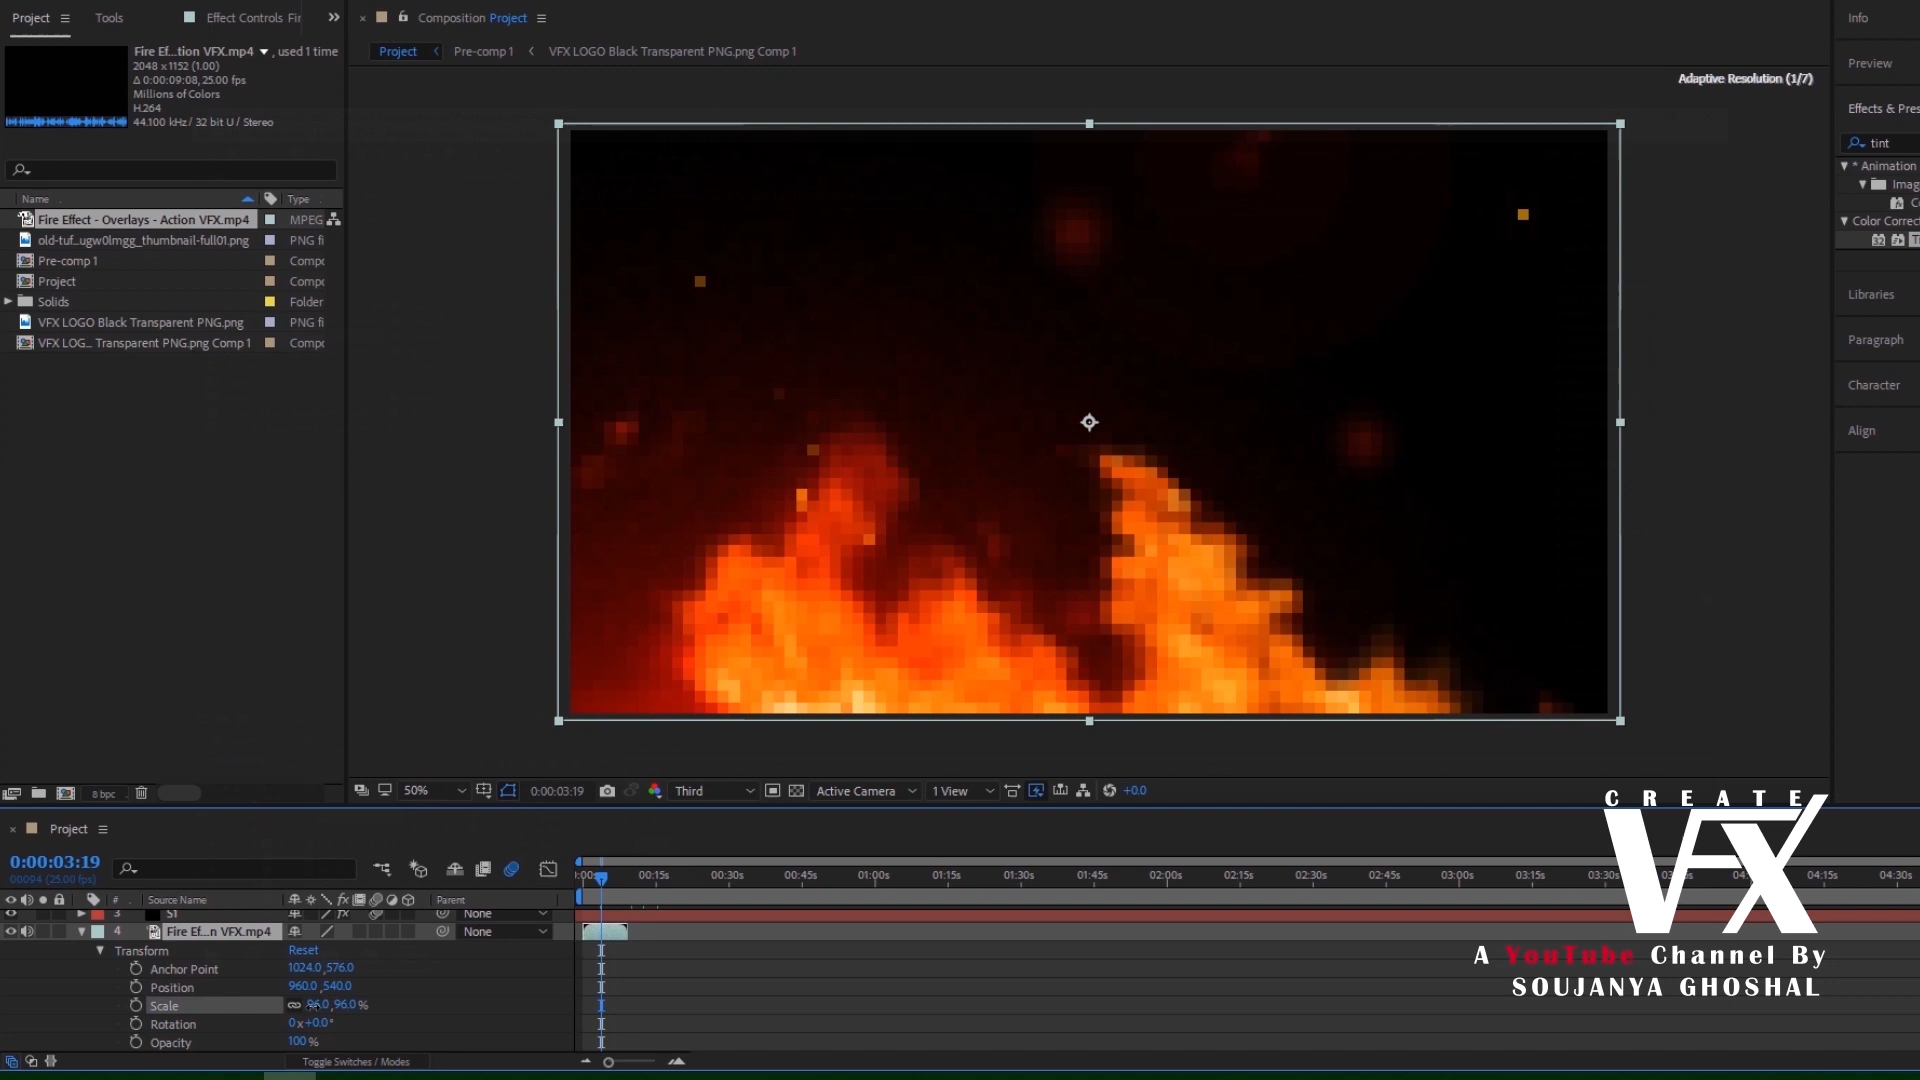 Project Tools Effect Controls Fir
Composition Project
Info
Fire Ef...tion VFX.mp4 , used 1 time
2048 x 1152 (1.00)
Δ 0:00:09:08, 25.00 fps
Millions of Colors
H.264
44.100 kHz / 32 bit U / Stereo
Project Pre-comp 1 VFX LOGO Black Transparent PNG.png Comp 1
Adaptive Resolution (1/7)
Preview
Effects & Pres
tint
* Animation
Imag
Color Correct
Libraries
Paragraph
Character
Align
Name Type
Fire Effect - Overlays - Action VFX.mp4 MPEG
old-tuf...ugw0lmgg_thumbnail-full01.png PNG fi
Pre-comp 1 Compo
Project Compo
Solids Folder
VFX LOGO Black Transparent PNG.png PNG fi
VFX LOG... Transparent PNG.png Comp 1 Compo
8 bpc
50% 0:00:03:19 Third Active Camera 1 View +0.0
Project
0:00:03:19
00094 (25.00 fps)
00:15s 00:30s 00:45s 01:00s 01:15s 01:30s 01:45s 02:00s 02:15s 02:30s 02:45s 03:00s 03:15s 03:30s 04:15s 04:30s
# Source Name Parent
3 S1 None
4 Fire Ef...n VFX.mp4 None
Transform Reset
Anchor Point 1024.0 ,576.0
Position 960.0 ,540.0
Scale 96.0 ,96.0 %
Rotation 0 x +0.0 °
Opacity 100 %
Toggle Switches / Modes
CREATE
VFX
A YouTube Channel By
SOUJANYA GHOSHAL